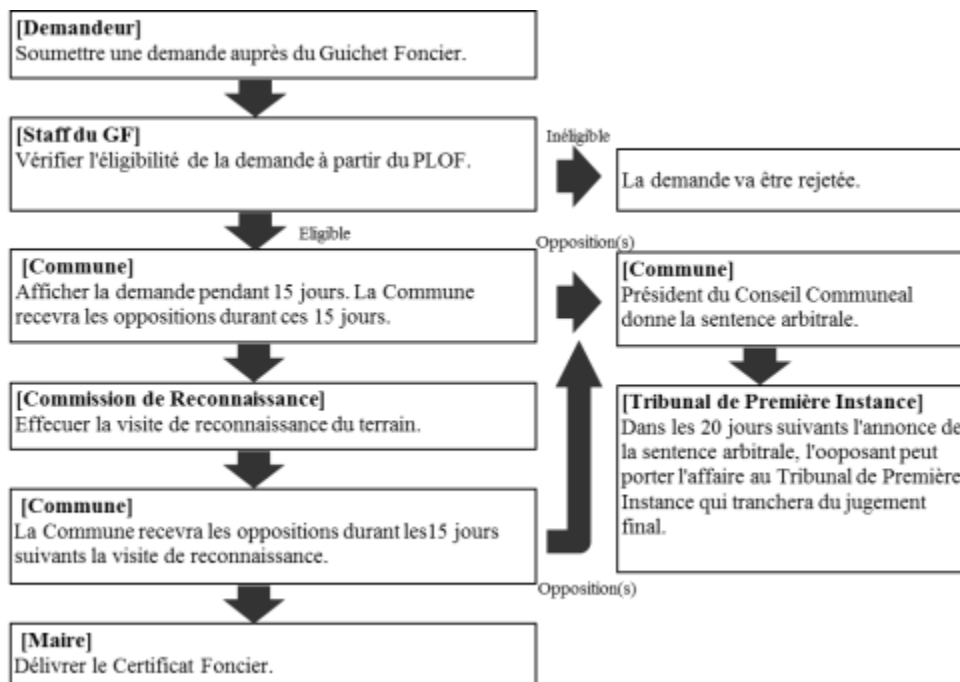 [Demandeur]
Soumettre une demande auprès du Guichet Foncier.
[Staff du GF]
Vérifier l'éligibilité de la demande à partir du PLOF.
Inéligible
La demande va être rejetée.
Eligible
[Commune]
Afficher la demande pendant 15 jours. La Commune
recevra les oppositions durant ces 15 jours.
Opposition(s)
[Commune]
Président du Conseil Communeal
donne la sentence arbitrale.
[Commission de Reconnaissance]
Effecuer la visite de reconnaissance du terrain.
[Tribunal de Première Instance]
Dans les 20 jours suivants l'annonce de
la sentence arbitrale, l'ooposant peut
porter l'affaire au Tribunal de Première
Instance qui tranchera du jugement
final.
[Commune]
La Commune recevra les oppositions durant les15 jours
suivants la visite de reconnaissance.
Opposition(s)
[Maire]
Délivrer le Certificat Foncier.